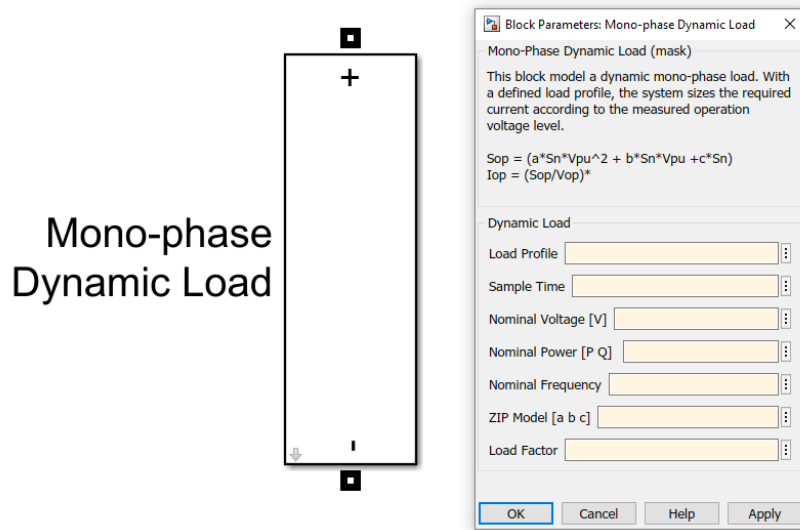 +
Mono-phase
Dynamic Load
-
Block Parameters: Mono-phase Dynamic Load
Mono-Phase Dynamic Load (mask)
This block model a dynamic mono-phase load. With
a defined load profile, the system sizes the required
current according to the measured operation
voltage level.
Sop = (a*Sn*Vpu^2 + b*Sn*Vpu +c*Sn)
Iop = (Sop/Vop)*
Dynamic Load
Load Profile
Sample Time
Nominal Voltage [V]
Nominal Power [P Q]
Nominal Frequency
ZIP Model [a b c]
Load Factor
OK Cancel Help Apply